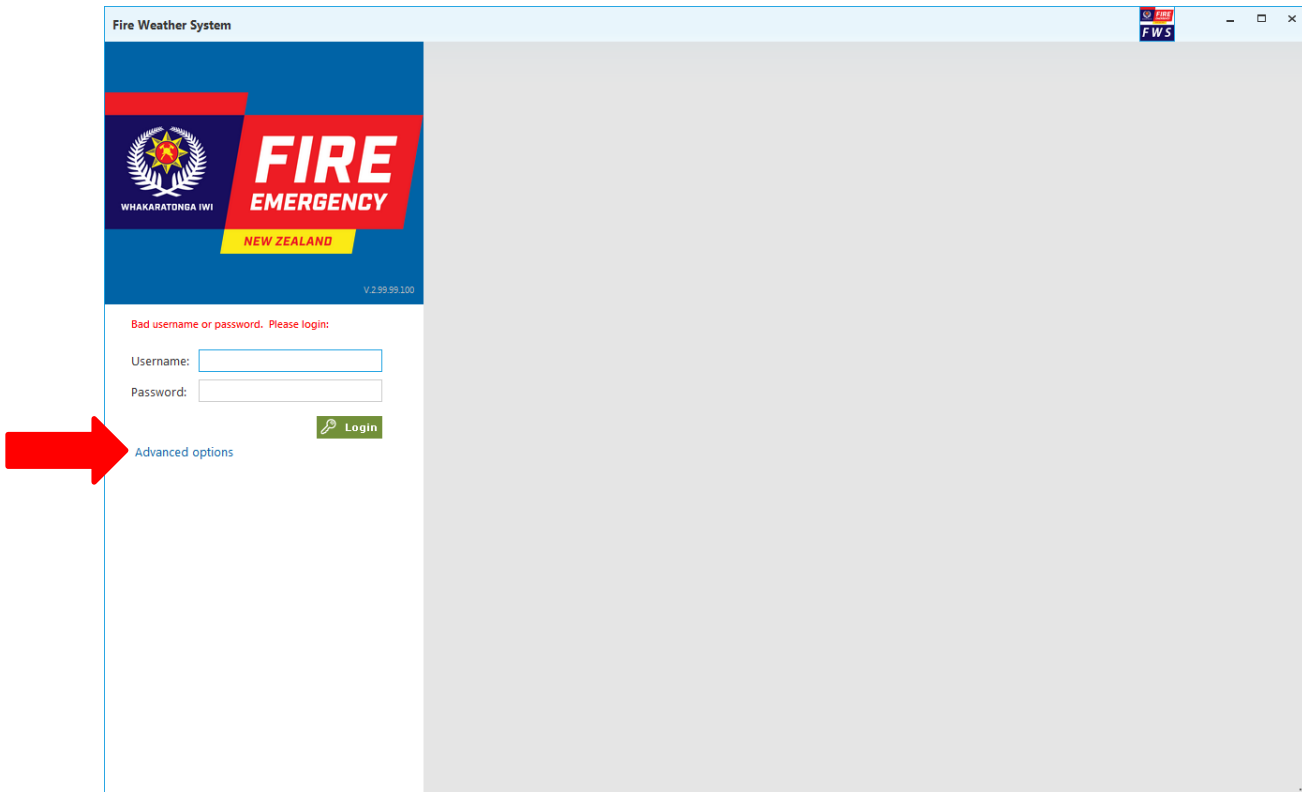 Fire Weather System
FIRE
FWS
FIRE
EMERGENCY
WHAKARATONGA IWI
NEW ZEALAND
V.2.99.99.100
Bad username or password. Please login:
Username:
Password:
Login
Advanced options